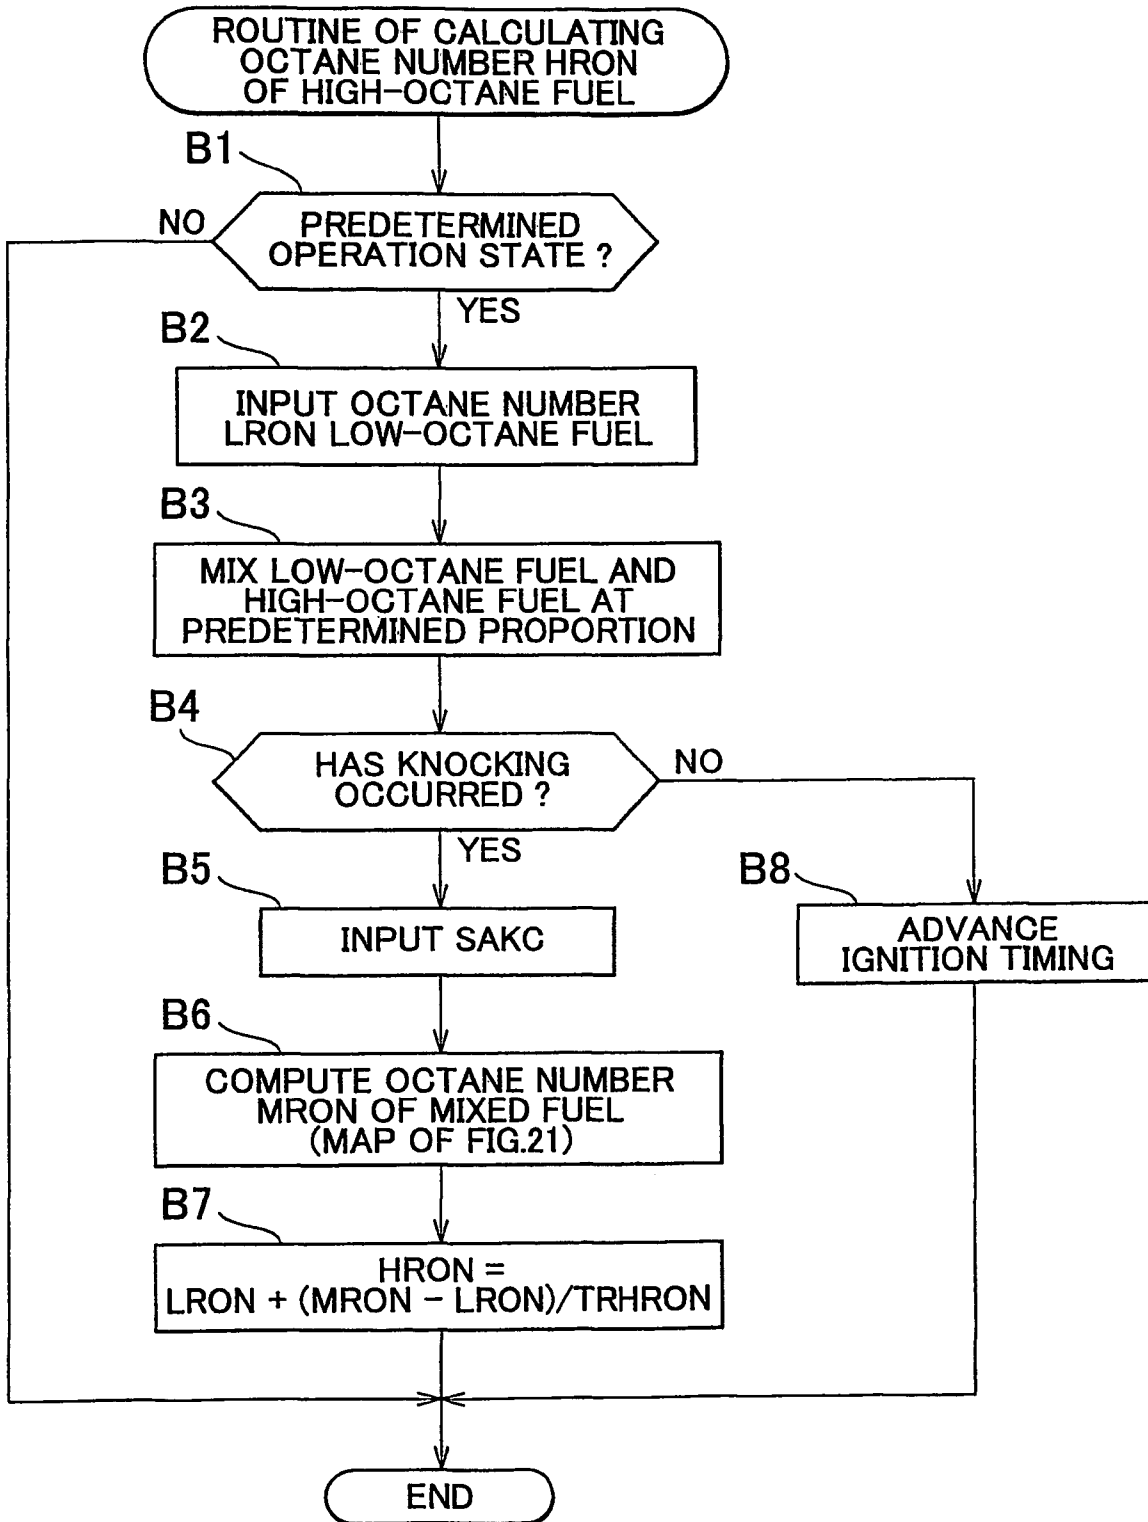 ROUTINE OF CALCULATING
OCTANE NUMBER HRON
OF HIGH-OCTANE FUEL
B1
NO
PREDETERMINED
OPERATION STATE ?
YES
B2
INPUT OCTANE NUMBER
LRON LOW-OCTANE FUEL
B3
MIX LOW-OCTANE FUEL AND
HIGH-OCTANE FUEL AT
PREDETERMINED PROPORTION
B4
HAS KNOCKING
OCCURRED ?
NO
YES
B5
INPUT SAKC
B8
ADVANCE
IGNITION TIMING
B6
COMPUTE OCTANE NUMBER
MRON OF MIXED FUEL
(MAP OF FIG.21)
B7
HRON =
LRON + (MRON - LRON)/TRHRON
END